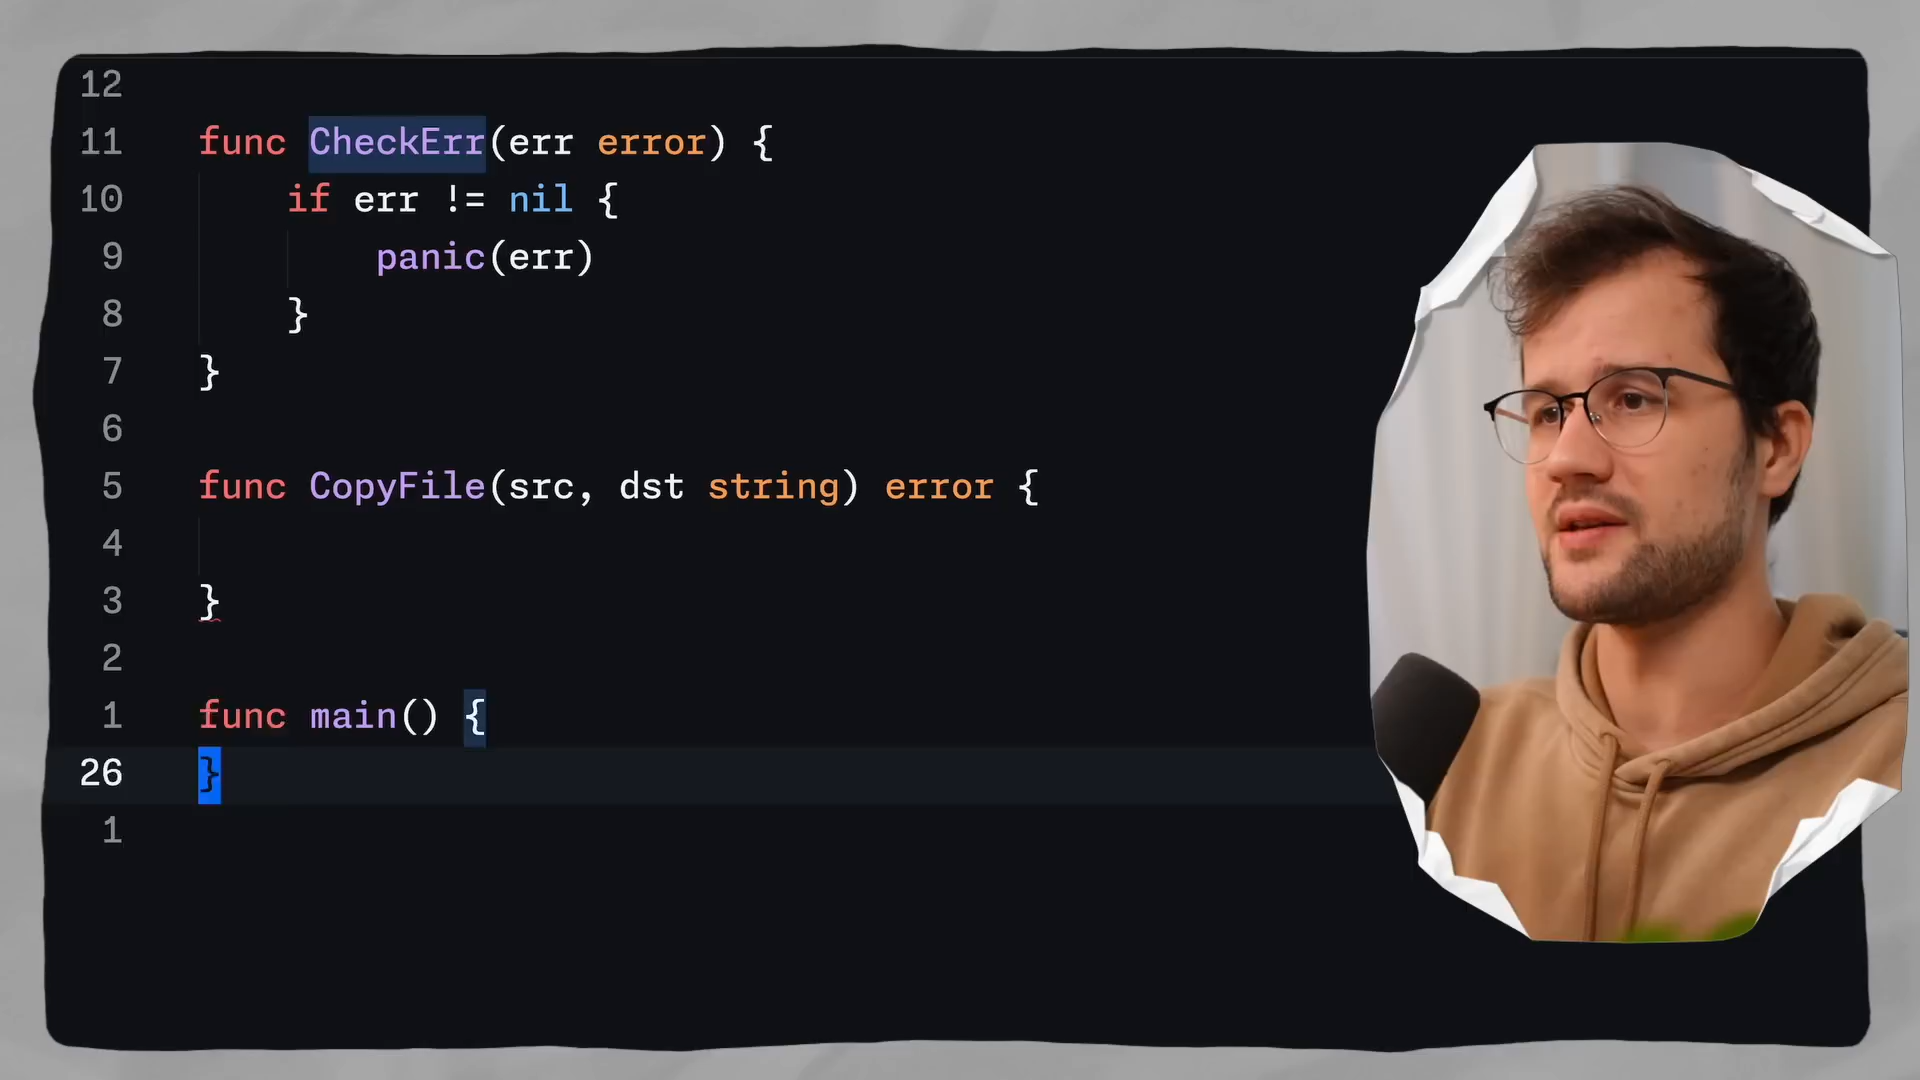 12
11 func CheckErr(err error) {
10 if err != nil {
9 panic(err)
8 }
7 }
6
5 func CopyFile(src, dst string) error {
4
3 }
2
1 func main() {
26 }
1